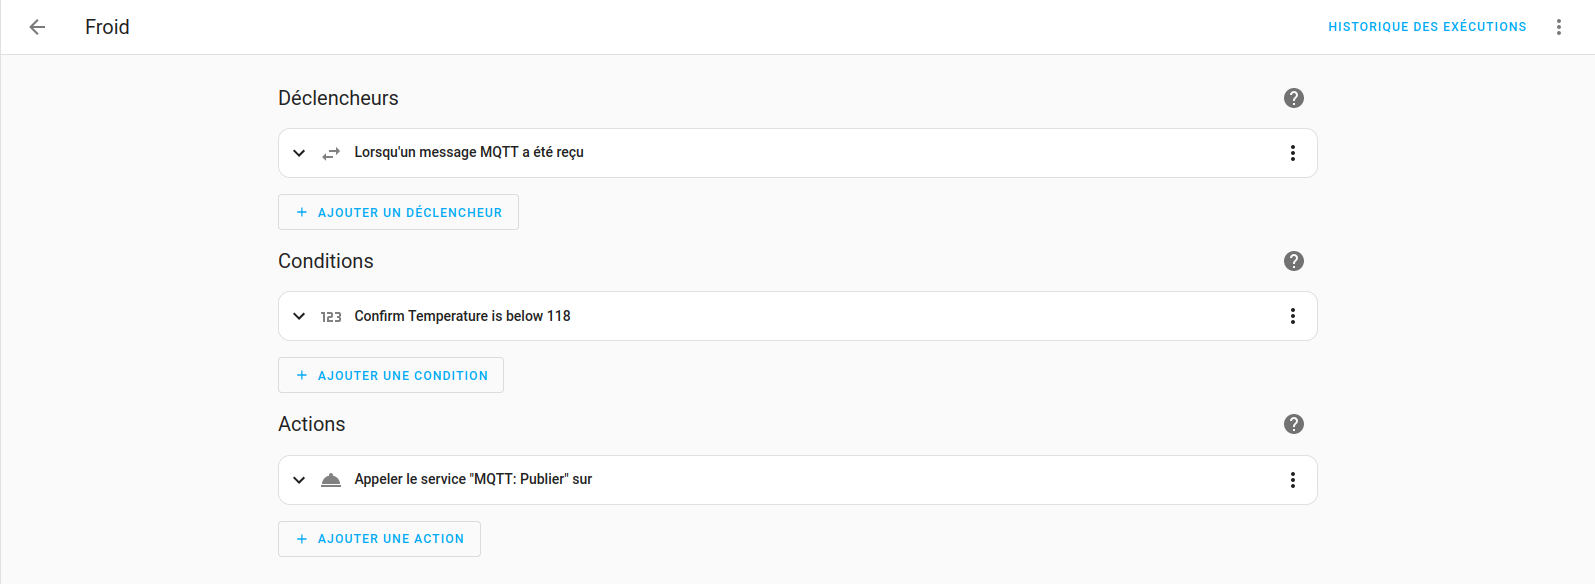 Froid
HISTORIQUE DES EXÉCUTIONS
Déclencheurs
Lorsqu'un message MQTT a été reçu
+ AJOUTER UN DÉCLENCHEUR
Conditions
123 Confirm Temperature is below 118
+ AJOUTER UNE CONDITION
Actions
Appeler le service "MQTT: Publier" sur
+ AJOUTER UNE ACTION